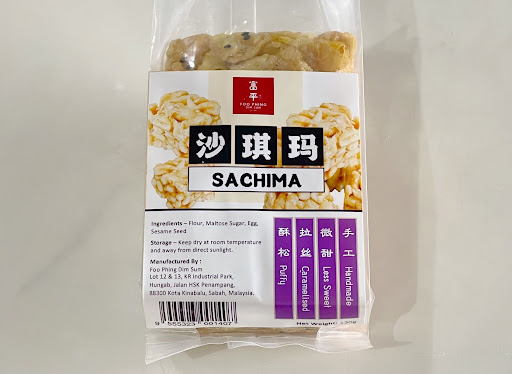 富
平
FOO PHING
DIM SUM
沙琪玛
SACHIMA
Ingredients – Flour, Maltose Sugar, Egg,
Sesame Seed
Storage – Keep dry at room temperature
and away from direct sunlight.
Manufactured By :
Foo Phing Dim Sum
Lot 12 & 13, KR Industrial Park,
Hungab, Jalan HSK Penampang,
88300 Kota Kinabalu, Sabah, Malaysia.
手工 Handmade
微甜 Less Sweet
拉丝 Caramelised
酥松 Puffy
9 555323 001407
Net Weight: